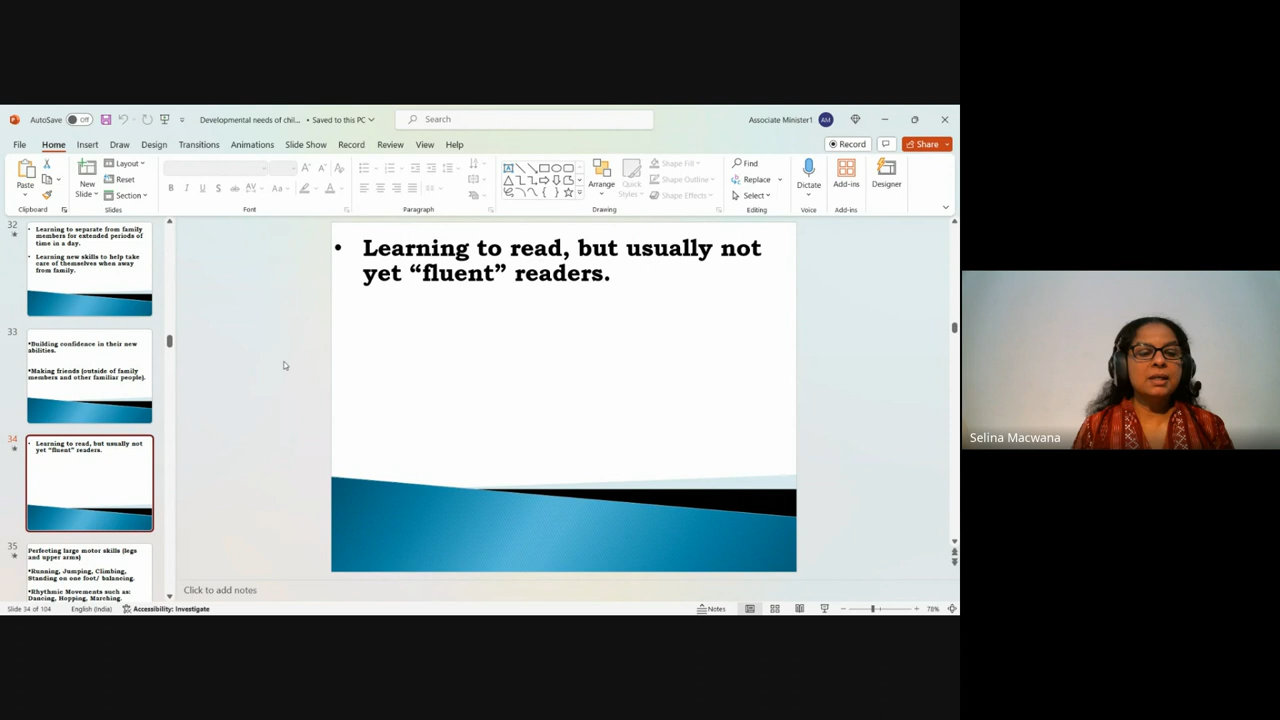 AutoSave Off Developmental needs of chil... • Saved to this PC Search Associate Minister1 AM
File Home Insert Draw Design Transitions Animations Slide Show Record Review View Help Record Share
Paste New Slide Layout Reset Section
B I U S ab AV Aa A
Arrange Quick Styles Shape Fill Shape Outline Shape Effects
Find Replace Select
Dictate Add-ins Designer
Clipboard Slides Font Paragraph Drawing Editing Voice Add-ins
32
• Learning to separate from family
members for extended periods of
time in a day.
• Learning new skills to help take
care of themselves when away
from family.
33
•Building confidence in their new
abilities.
•Making friends (outside of family
members and other familiar people).
34
• Learning to read, but usually not
yet “fluent” readers.
35
Perfecting large motor skills (legs
and upper arms)
•Running, Jumping, Climbing,
Standing on one foot/ balancing.
•Rhythmic Movements such as:
Dancing, Hopping, Marching.
• Learning to read, but usually not
yet “fluent” readers.
Click to add notes
Slide 34 of 104 English (India) Accessibility: Investigate Notes 78%
Selina Macwana